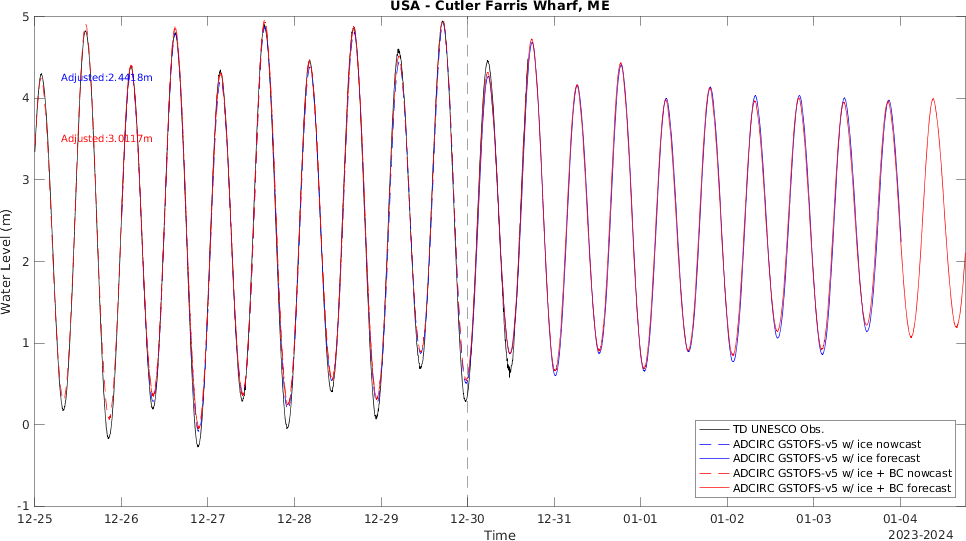 USA - Cutler Farris Wharf, ME
Water Level (m)
5
4
3
2
1
0
-1
Adjusted:2.4418m
Adjusted:3.0117m
TD UNESCO Obs.
ADCIRC GSTOFS-v5 w/ ice nowcast
ADCIRC GSTOFS-v5 w/ ice forecast
ADCIRC GSTOFS-v5 w/ ice + BC nowcast
ADCIRC GSTOFS-v5 w/ ice + BC forecast
12-25 12-26 12-27 12-28 12-29 12-30 12-31 01-01 01-02 01-03 01-04
Time
2023-2024